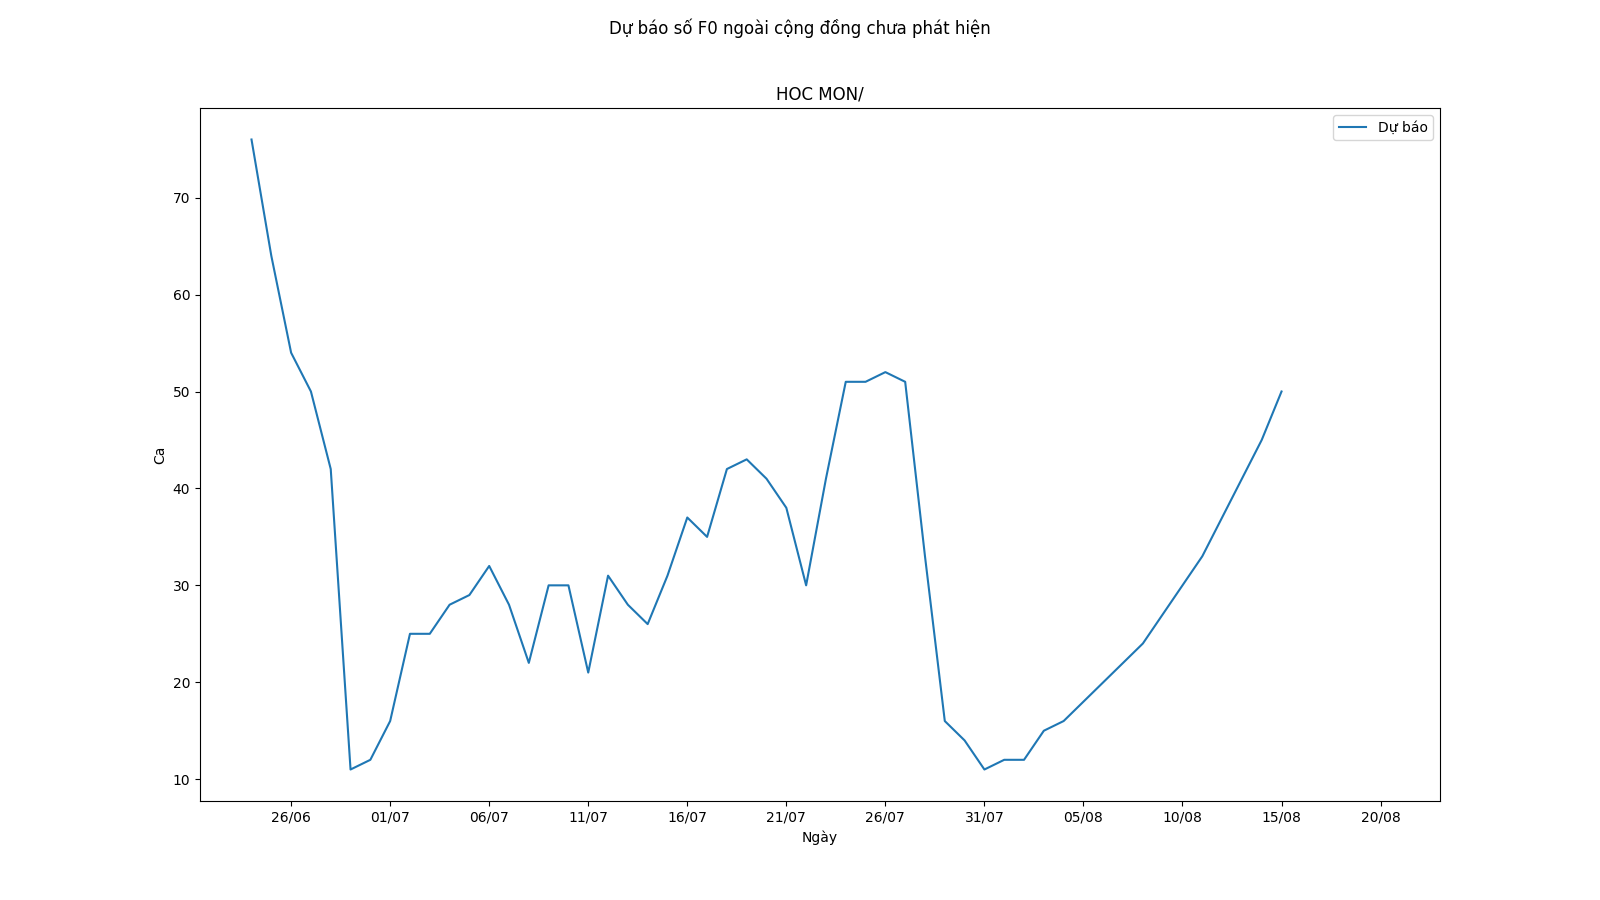 Dự báo số F0 ngoài cộng đồng chưa phát hiện
HOC MON/
Dự báo
70
60
50
40
30
20
10
Ca
26/06 01/07 06/07 11/07 16/07 21/07 26/07 31/07 05/08 10/08 15/08 20/08
Ngày